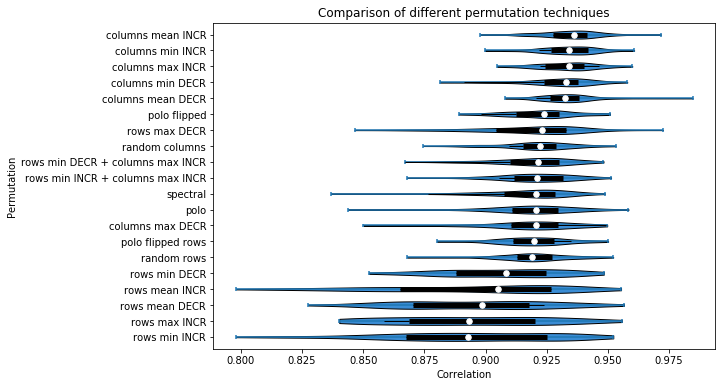 Comparison of different permutation techniques
Permutation
columns mean INCR
columns min INCR
columns max INCR
columns min DECR
columns mean DECR
polo flipped
rows max DECR
random columns
rows min DECR + columns max INCR
rows min INCR + columns max INCR
spectral
polo
columns max DECR
polo flipped rows
random rows
rows min DECR
rows mean INCR
rows mean DECR
rows max INCR
rows min INCR
0.800 0.825 0.850 0.875 0.900 0.925 0.950 0.975
Correlation